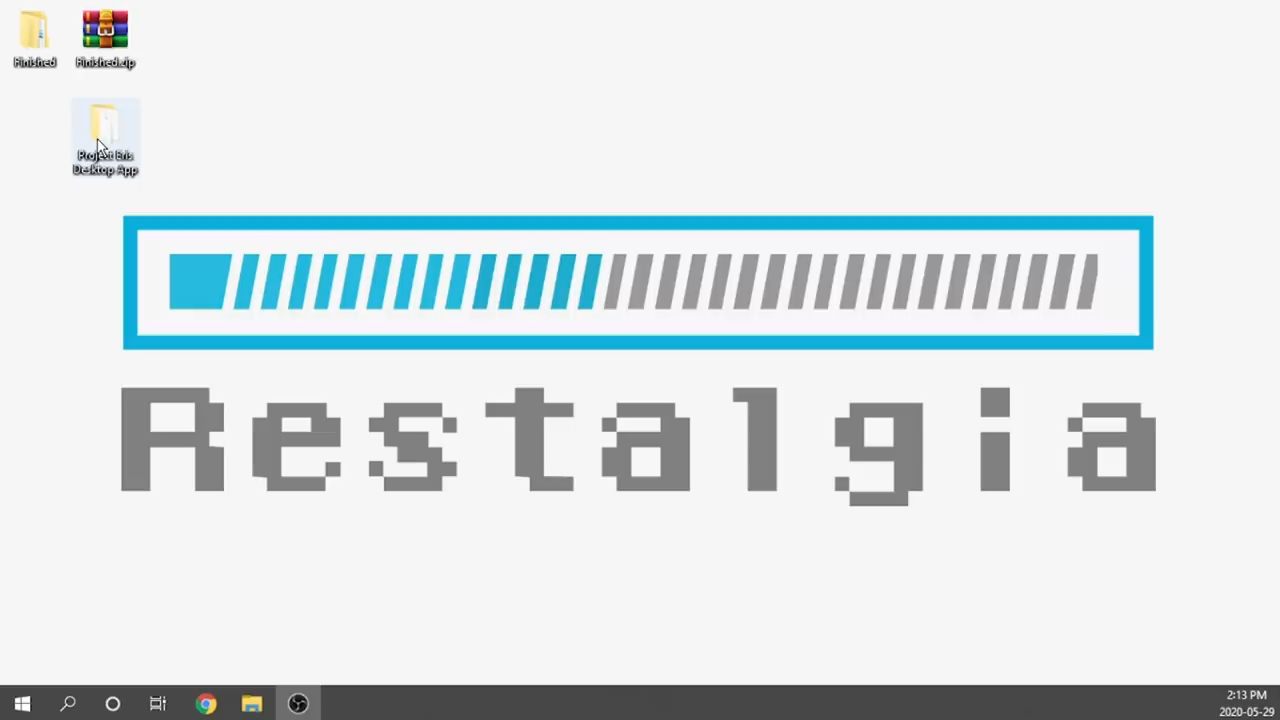 Finished
Finished.zip
Project Eris
Desktop App
Restalgia
2:13 PM
2020-05-29